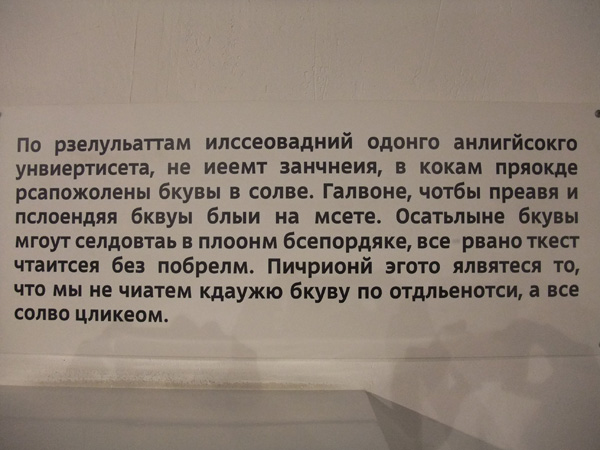 По рзелульаттам илссеовадний одонго анлигйсокго
унвиертисета, не иеемт занчнеия, в кокам пряокде
рсапожолены бкувы в солве. Галвоне, чотбы преавя и
пслоендяя бквуы блыи на мсете. Осатьлыне бкувы
мгоут селдовтаь в плоонм бсепордяке, все рвано ткест
чтаитсея без побрелм. Пичрионй эгото ялвятеся то,
что мы не чиатем кдаужю бкуву по отдльенотси, а все
солво цликеом.